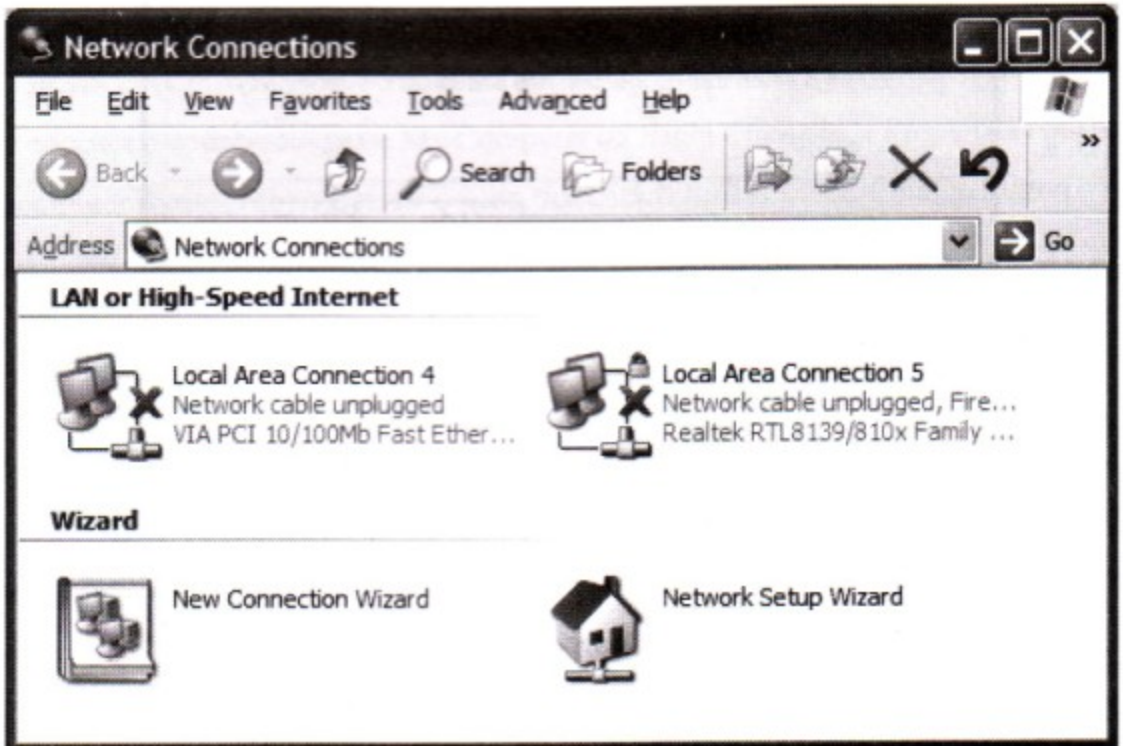 Network Connections
File Edit View Favorites Tools Advanced Help
Back Search Folders »
Address Network Connections Go
LAN or High-Speed Internet
Local Area Connection 4
Network cable unplugged
VIA PCI 10/100Mb Fast Ether...
Local Area Connection 5
Network cable unplugged, Fire...
Realtek RTL8139/810x Family ...
Wizard
New Connection Wizard
Network Setup Wizard